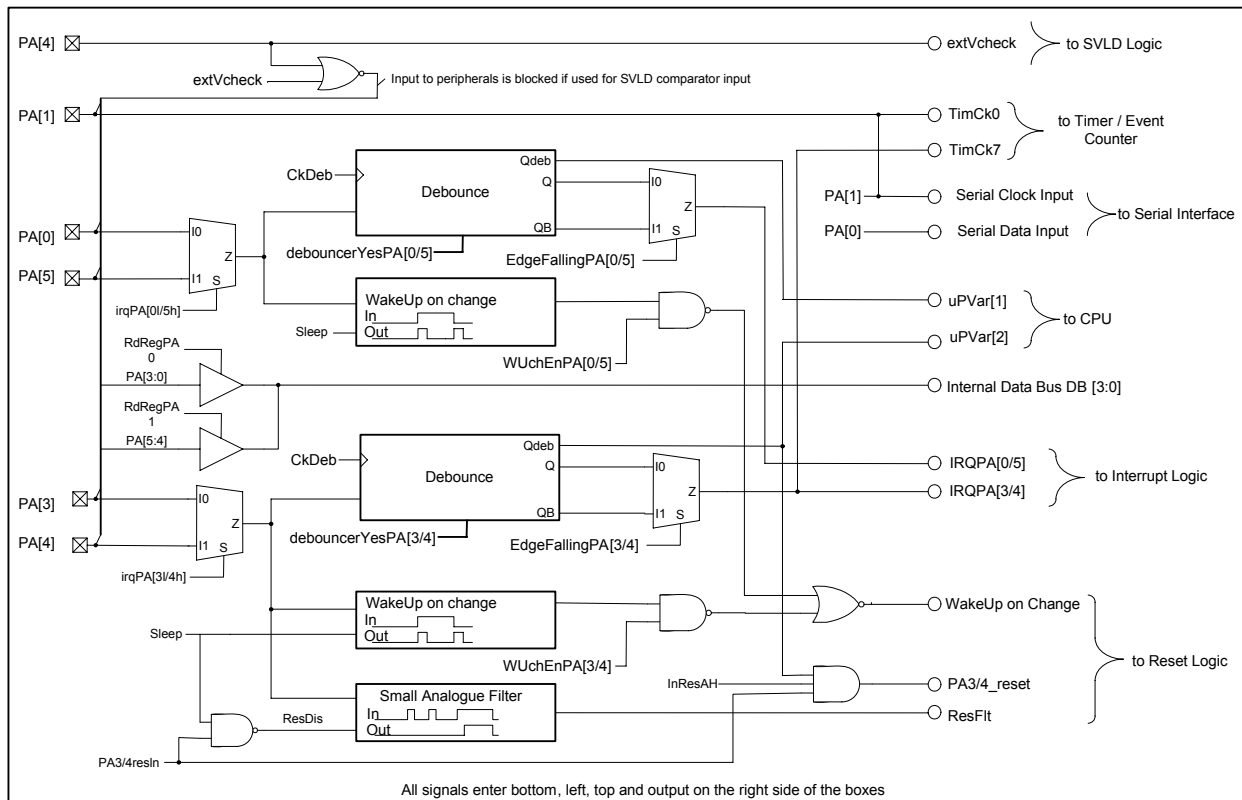 PA[4]
extVcheck
to SVLD Logic
extVcheck
Input to peripherals is blocked if used for SVLD comparator input
PA[1]
TimCk0
to Timer / Event
Counter
TimCk7
Qdeb
CkDeb
Debounce
Q
QB
I0
I1
Z
S
PA[1]
Serial Clock Input
to Serial Interface
PA[0]
Serial Data Input
PA[0]
PA[5]
I0
I1
Z
S
irqPA[0l/5h]
debouncerYesPA[0/5]
EdgeFallingPA[0/5]
WakeUp on change
In
Out
Sleep
WUchEnPA[0/5]
uPVar[1]
to CPU
uPVar[2]
RdRegPA
0
PA[3:0]
Internal Data Bus DB [3:0]
RdRegPA
1
PA[5:4]
Qdeb
CkDeb
Debounce
Q
QB
I0
I1
Z
S
IRQPA[0/5]
to Interrupt Logic
IRQPA[3/4]
PA[3]
PA[4]
I0
I1
Z
S
irqPA[3l/4h]
debouncerYesPA[3/4]
EdgeFallingPA[3/4]
WakeUp on change
In
Out
Sleep
WUchEnPA[3/4]
WakeUp on Change
to Reset Logic
InResAH
PA3/4_reset
Small Analogue Filter
In
Out
ResDis
ResFlt
PA3/4resIn
All signals enter bottom, left, top and output on the right side of the boxes